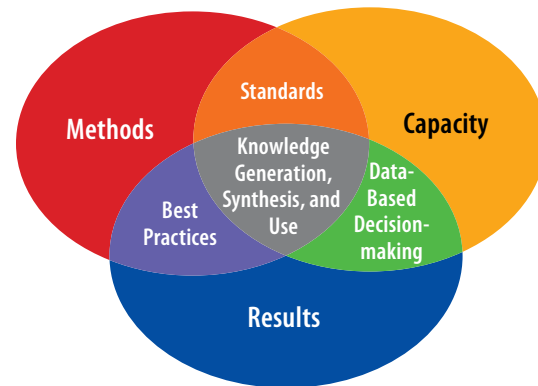 Standards
Methods
Capacity
Knowledge
Generation,
Synthesis, and
Use
Data-
Based
Decision-
making
Best
Practices
Results